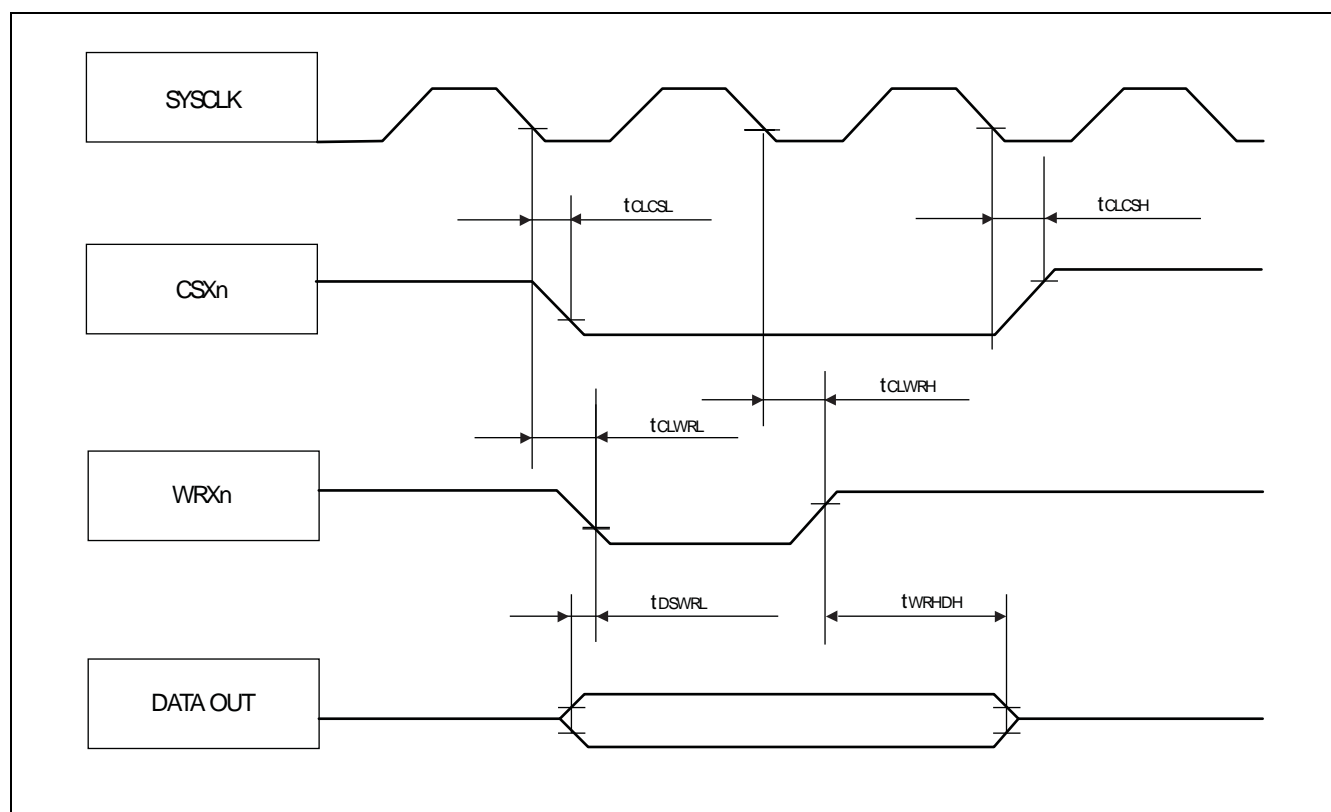 SYSCLK
tCLCSL
tCLCSH
CSXn
tCLWRH
tCLWRL
WRXn
tDSWRL
tWRHDH
DATA OUT